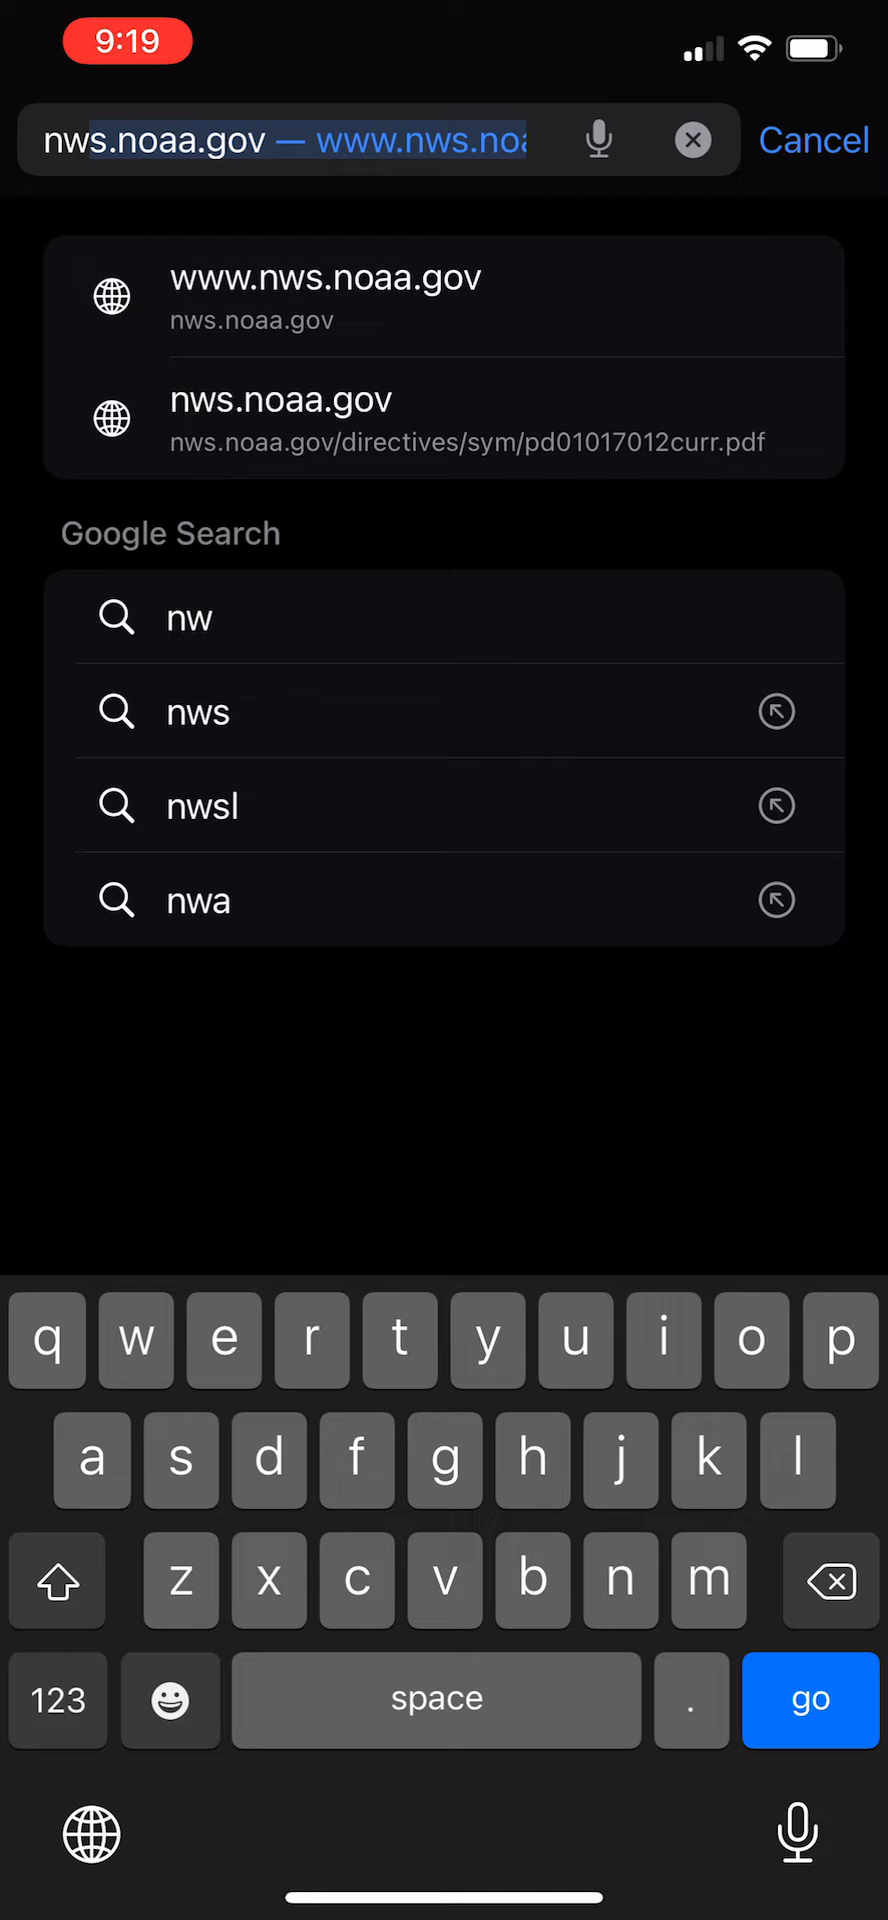 9:19
nws.noaa.gov — www.nws.noa
Cancel
www.nws.noaa.gov
nws.noaa.gov
nws.noaa.gov
nws.noaa.gov/directives/sym/pd01017012curr.pdf
Google Search
nw
nws
nwsl
nwa
q w e r t y u i o p
a s d f g h j k l
z x c v b n m
123 space . go